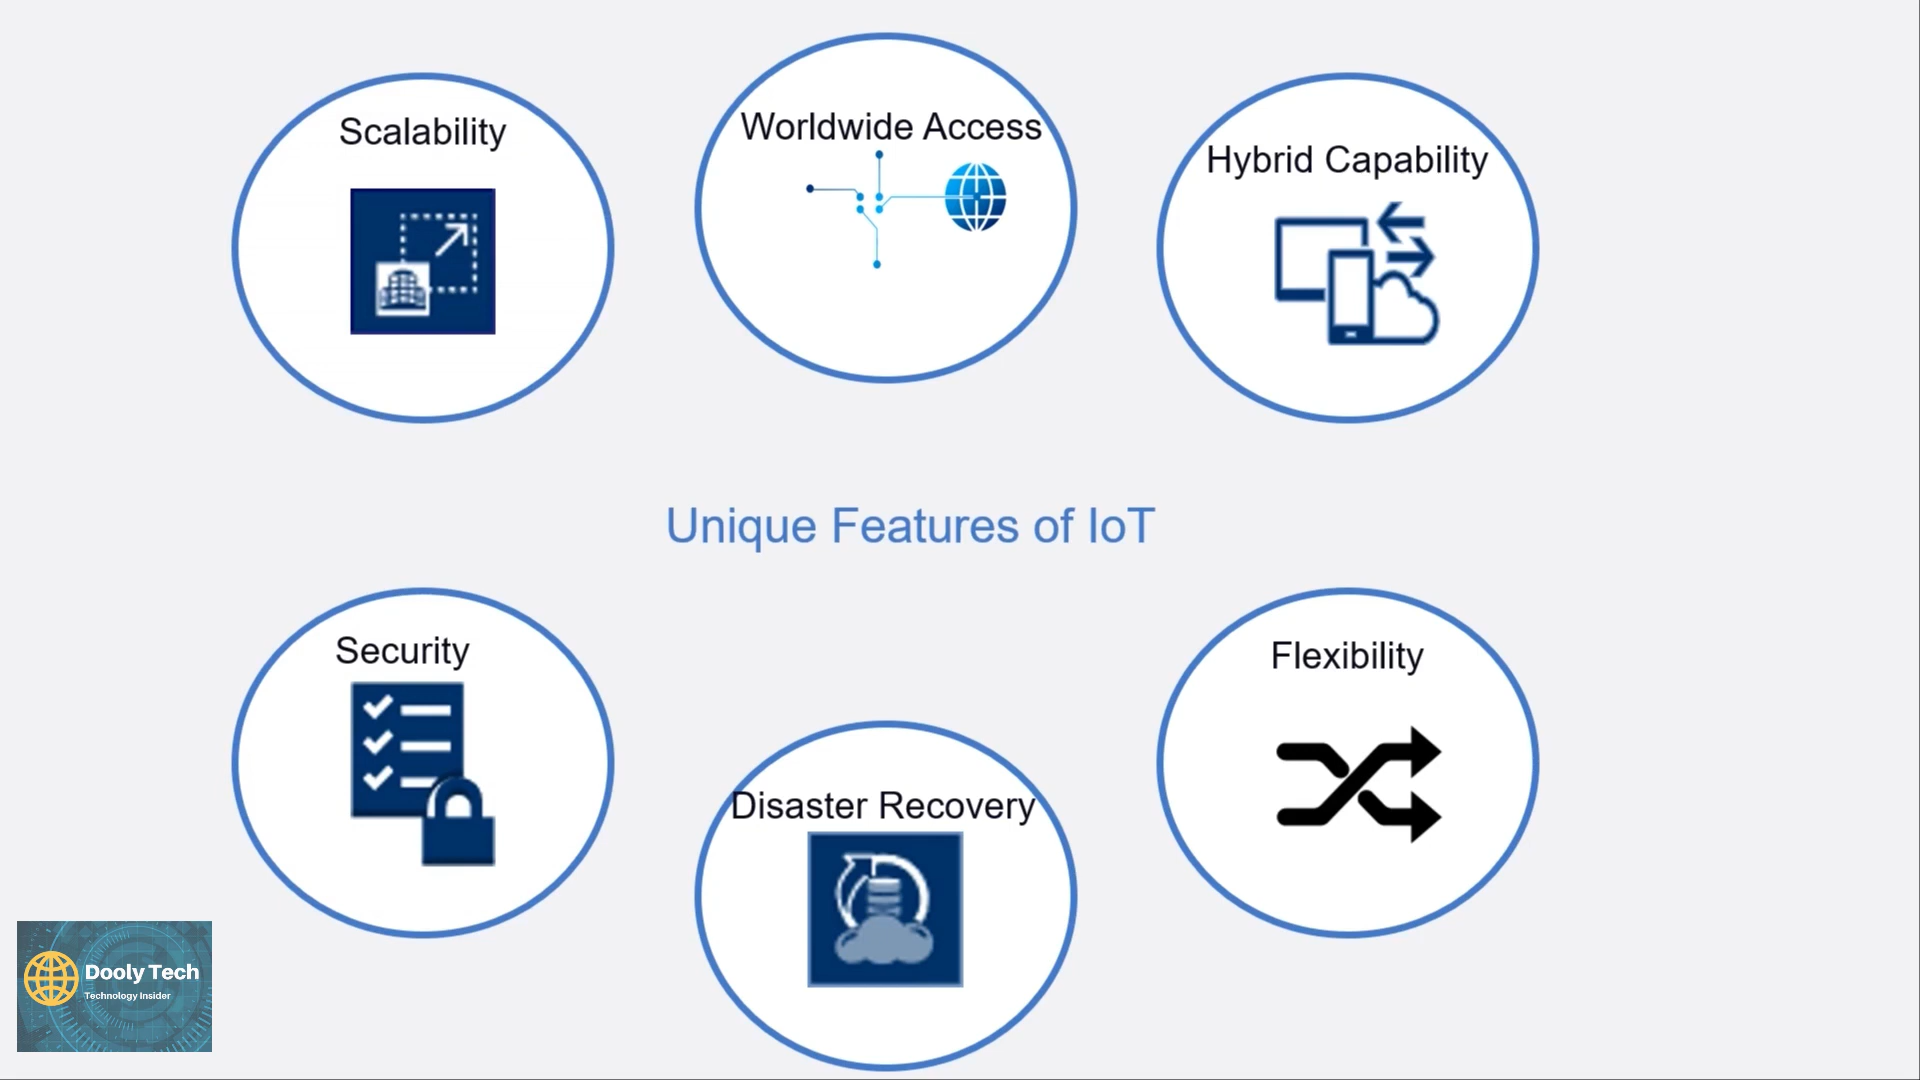 Scalability
Worldwide Access
Hybrid Capability
Unique Features of IoT
Security
Disaster Recovery
Flexibility
Dooly Tech
Technology Insider